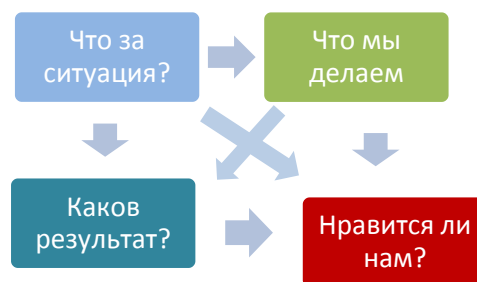 Что за
ситуация?
Что мы
делаем
Каков
результат?
Нравится ли
нам?